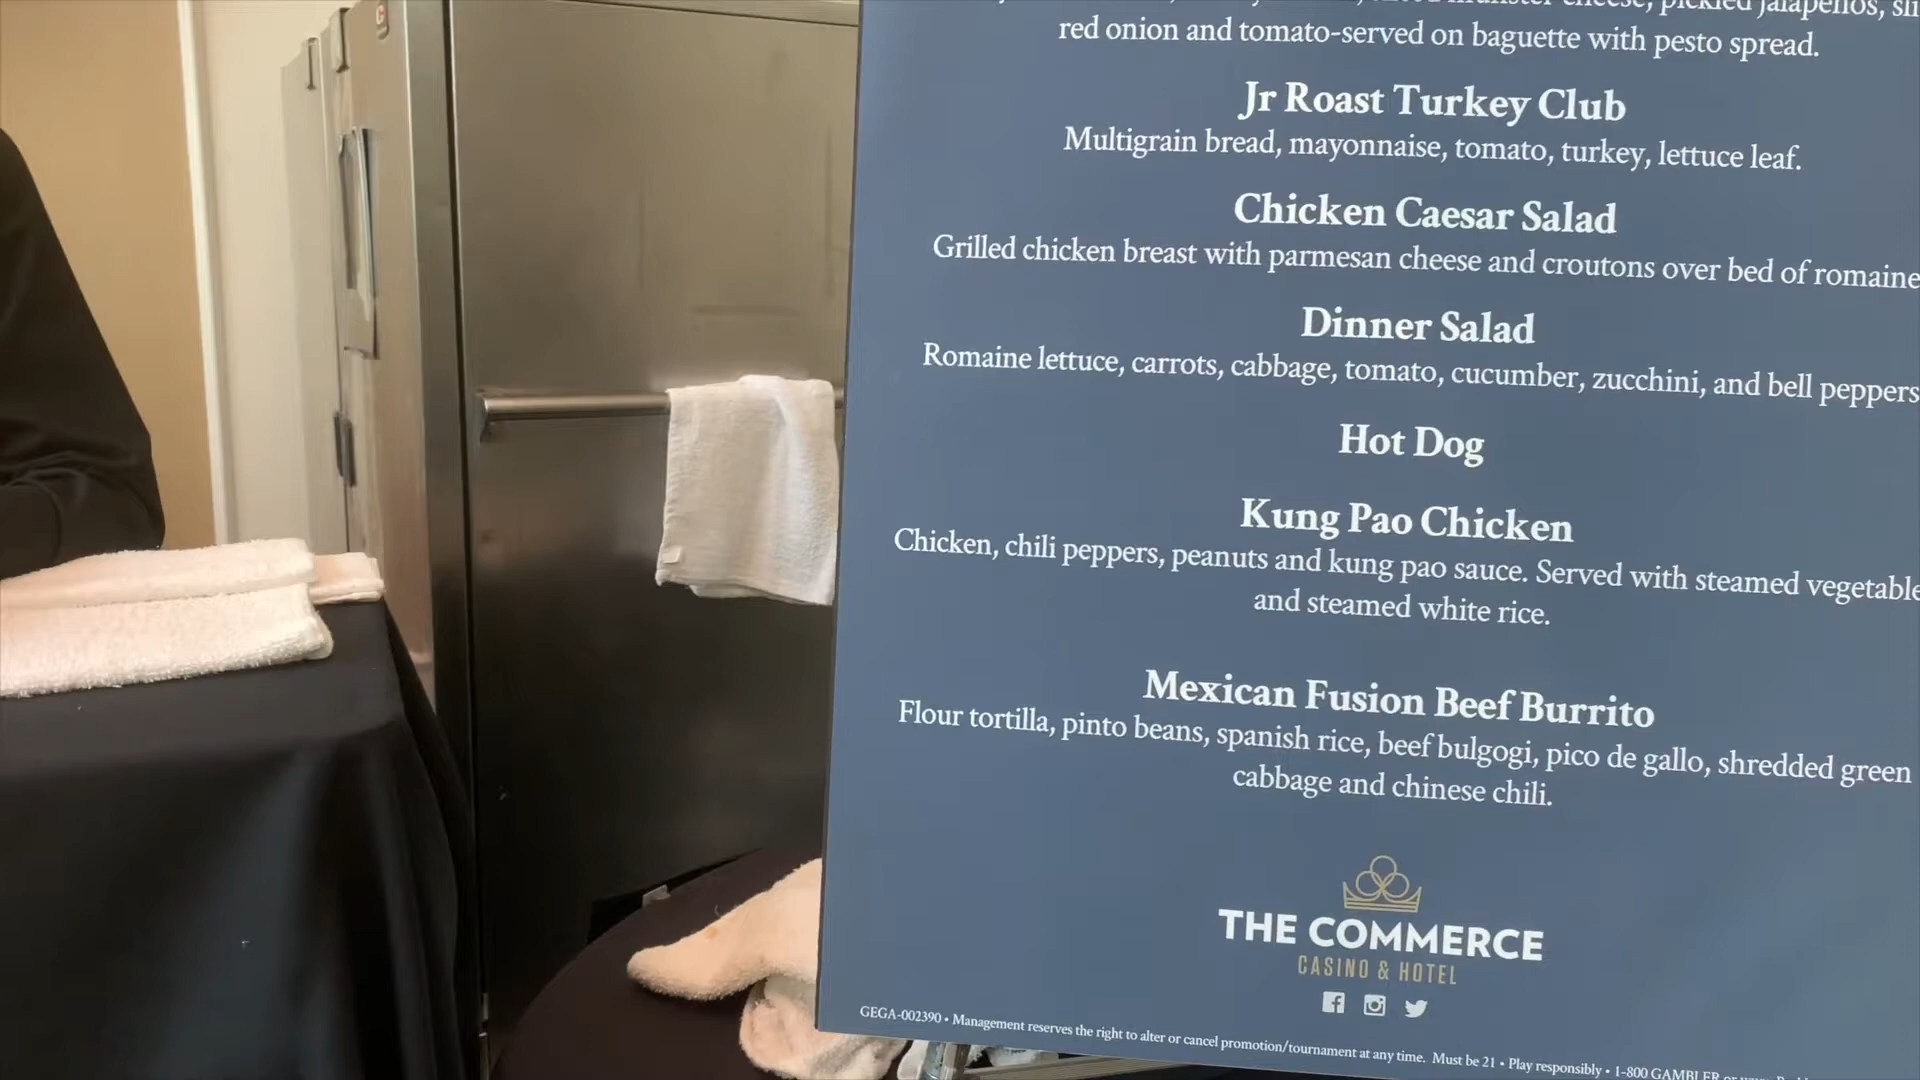 cheese, pickled jalapeños,
red onion and tomato-served on baguette with pesto spread.
Jr Roast Turkey Club
Multigrain bread, mayonnaise, tomato, turkey, lettuce leaf.
Chicken Caesar Salad
Grilled chicken breast with parmesan cheese and croutons over bed of romaine
Dinner Salad
Romaine lettuce, carrots, cabbage, tomato, cucumber, zucchini, and bell peppers
Hot Dog
Kung Pao Chicken
Chicken, chili peppers, peanuts and kung pao sauce. Served with steamed vegetable
and steamed white rice.
Mexican Fusion Beef Burrito
Flour tortilla, pinto beans, spanish rice, beef bulgogi, pico de gallo, shredded green
cabbage and chinese chili.
THE COMMERCE
CASINO & HOTEL
GEGA-002390 • Management reserves the right to alter or cancel promotion/tournament at any time. Must be 21 • Play responsibly • 1-800 GAMBLER or